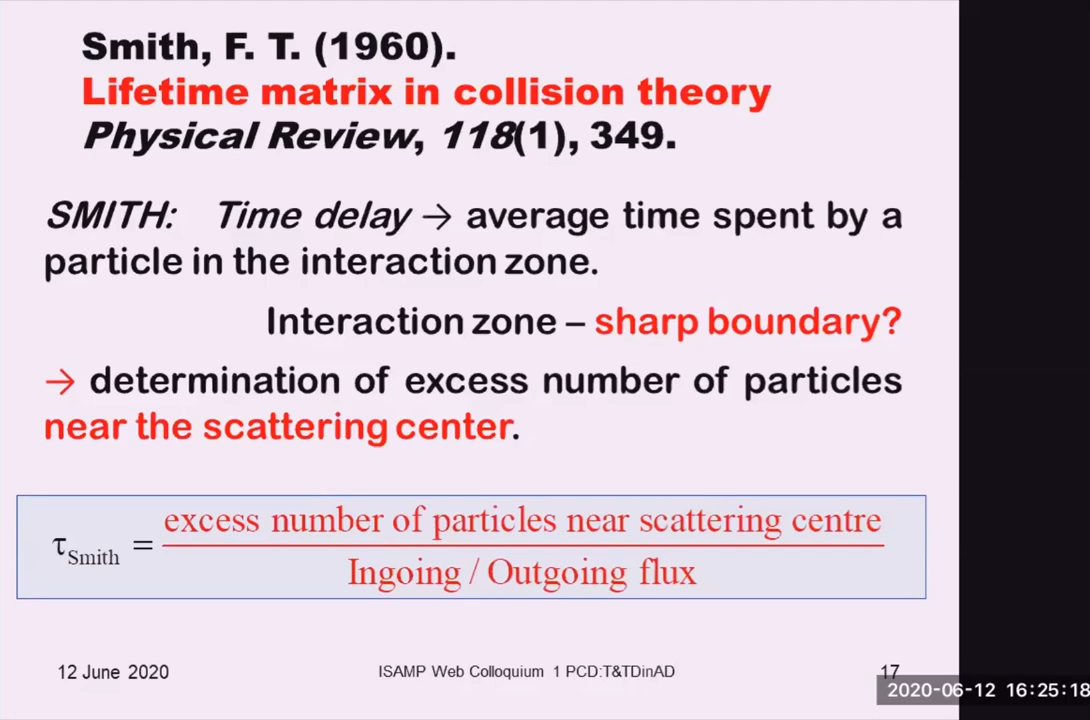 Smith, F. T. (1960).
Lifetime matrix in collision theory
Physical Review, 118(1), 349.
SMITH: Time delay → average time spent by a
particle in the interaction zone.
Interaction zone – sharp boundary?
→ determination of excess number of particles
near the scattering center.
τSmith = excess number of particles near scattering centre
Ingoing / Outgoing flux
12 June 2020 ISAMP Web Colloquium 1 PCD:T&TDinAD 17
2020-06-12 16:25:18